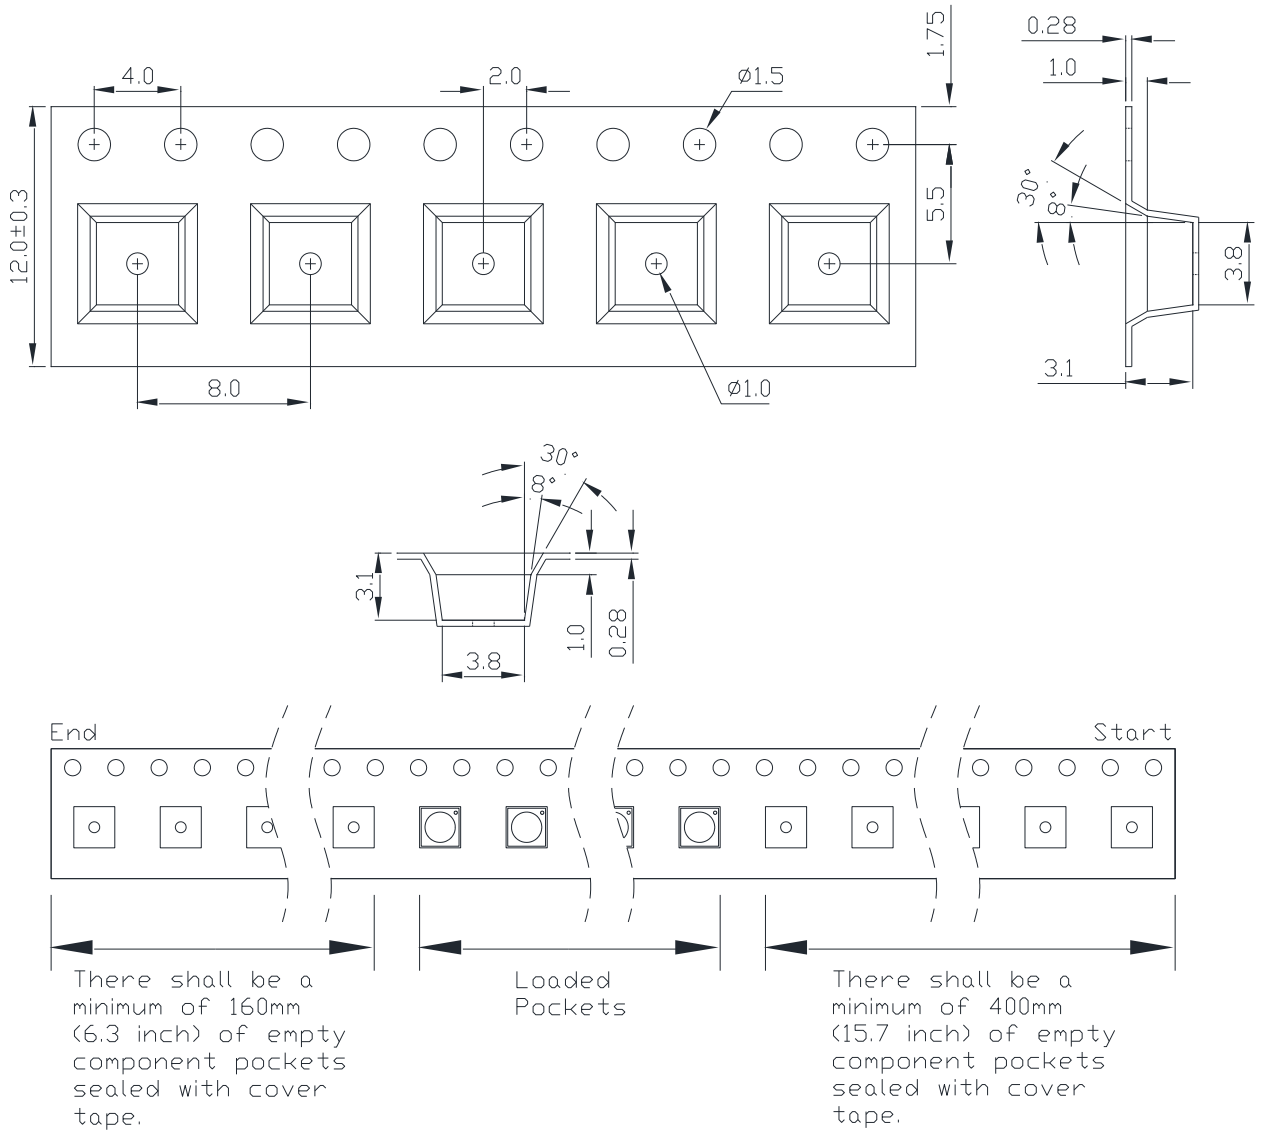 1.75
0.28
4.0
2.0
ø1.5
1.0
12.0±0.3
5.5
30°
8°
3.8
8.0
ø1.0
3.1
30°
8°
3.1
1.0
0.28
3.8
End
Start
There shall be a
minimum of 160mm
(6.3 inch) of empty
component pockets
sealed with cover
tape.
Loaded
Pockets
There shall be a
minimum of 400mm
(15.7 inch) of empty
component pockets
sealed with cover
tape.